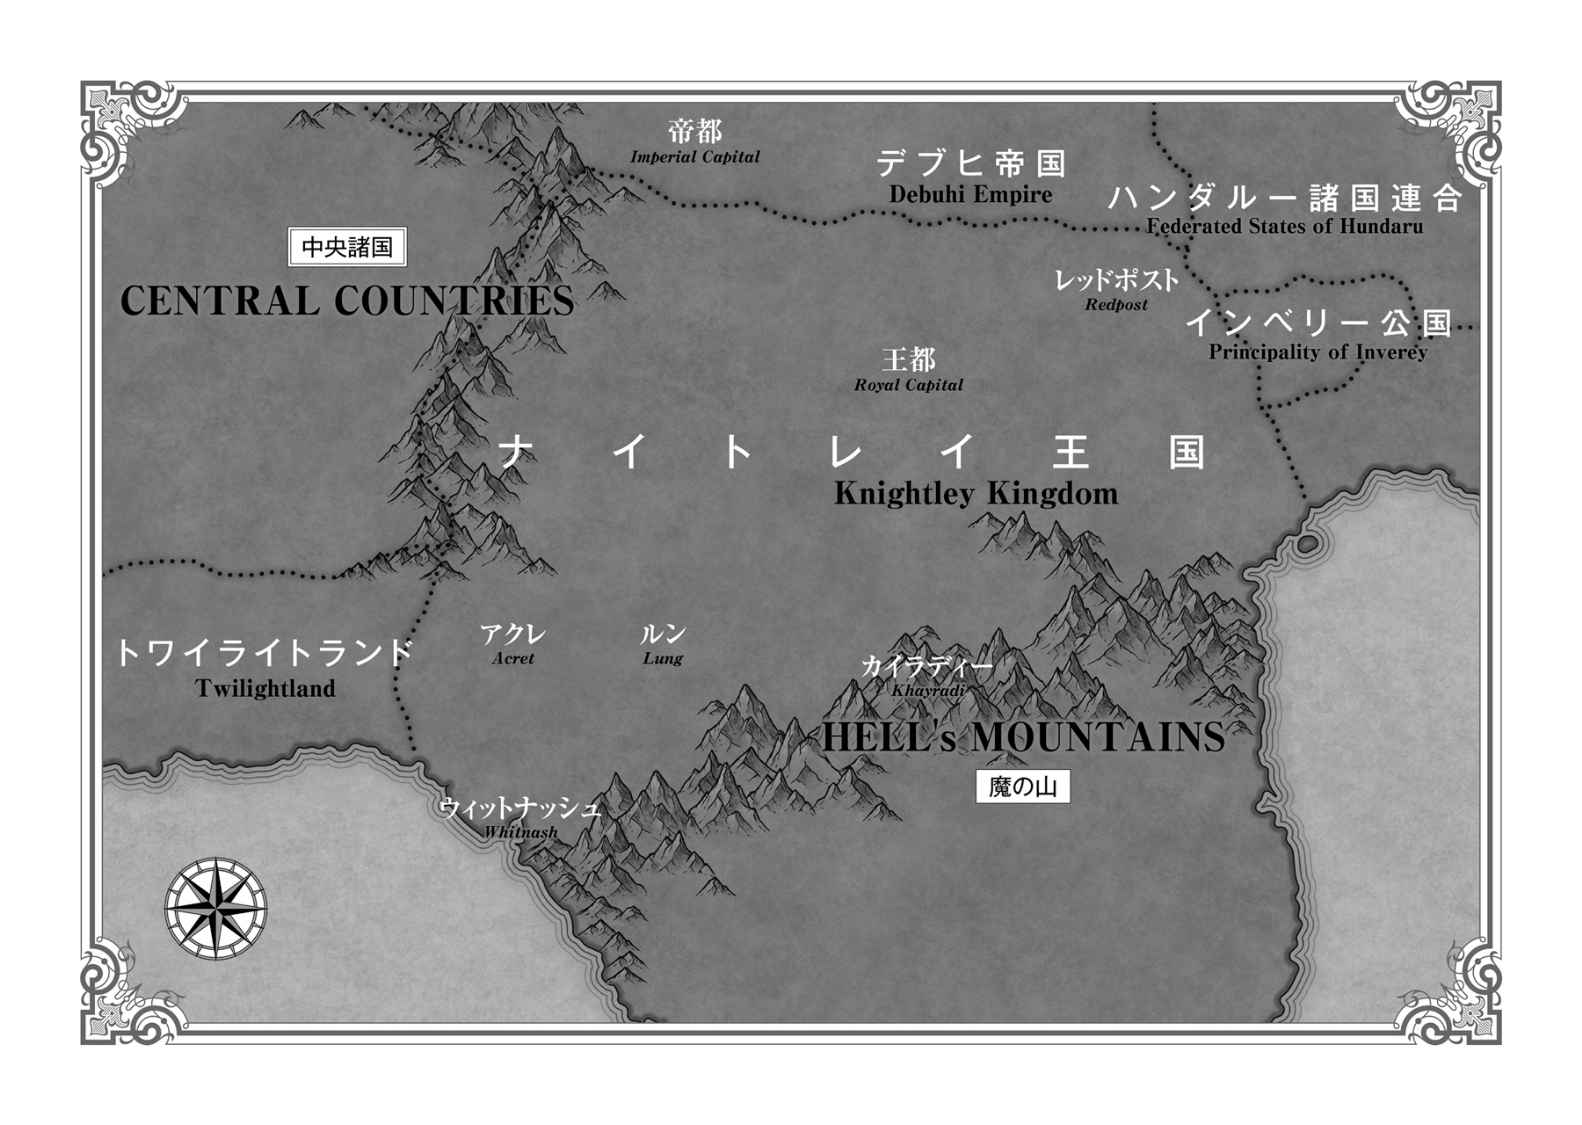 帝都
Imperial Capital
デブヒ帝国
Debuhi Empire
ハンダルー諸国連合
Federated States of Hundaru
中央諸国
CENTRAL COUNTRIES
レッドポスト
Redpost
インベリー公国
Principality of Inverey
王都
Royal Capital
ナイトレイ王国
Knightley Kingdom
トワイライトランド
Twilightland
アクレ
Acret
ルン
Lung
カイラディー
Khayradi
HELL's MOUNTAINS
魔の山
ウィットナッシュ
Whitnash